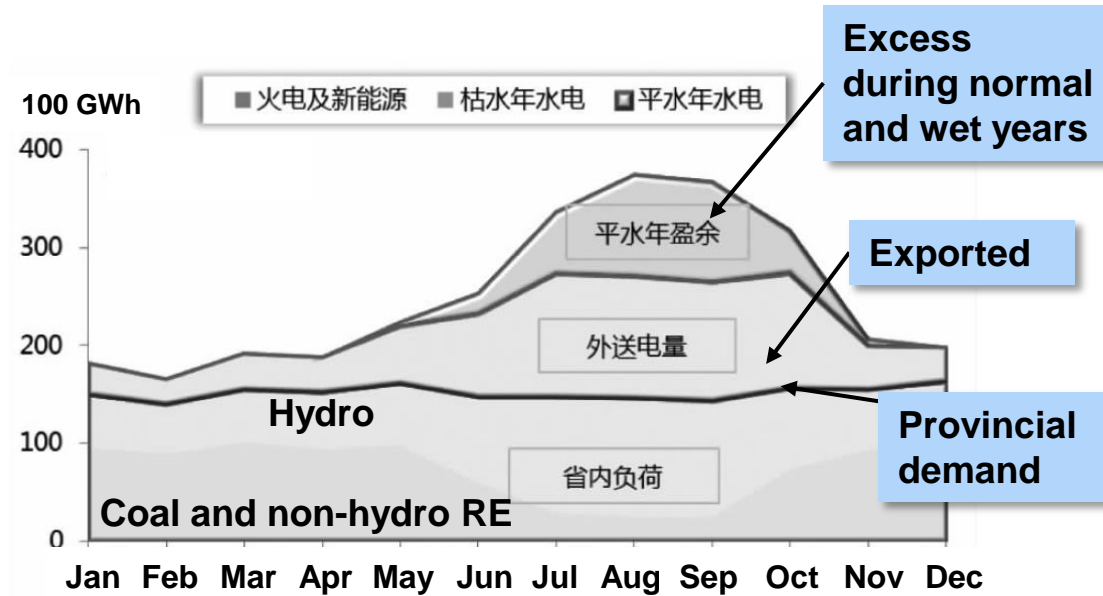 Excess
during normal
and wet years
100 GWh
火电及新能源 枯水年水电 平水年水电
400
300
平水年盈余
Exported
200
外送电量
Hydro
100
Provincial
demand
省内负荷
Coal and non-hydro RE
0
Jan Feb Mar Apr May Jun Jul Aug Sep Oct Nov Dec